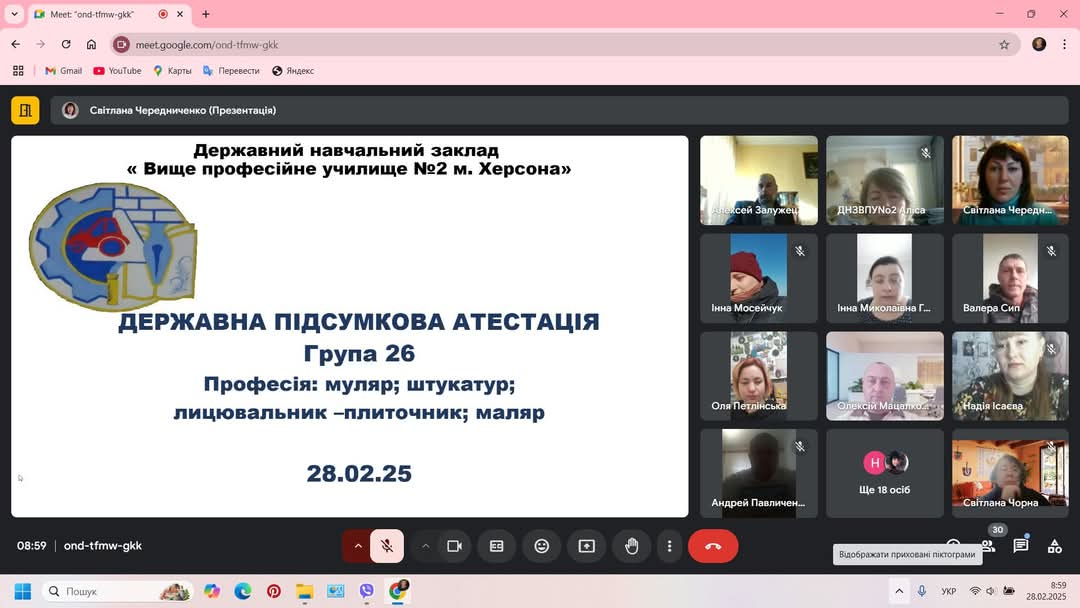 Meet: "ond-tfmw-gkk"
meet.google.com/ond-tfmw-gkk
Gmail
YouTube
Карты
Перевести
Яндекс
Світлана Чередниченко (Презентація)
Державний навчальний заклад
« Вище професійне училище №2 м. Херсона»
ДЕРЖАВНА ПІДСУМКОВА АТЕСТАЦІЯ
Група 26
Професія: муляр; штукатур;
лицювальник –плиточник; маляр
28.02.25
Алексей Залужец...
ДНЗВПУNo2 Аліса
Світлана Чередн...
Інна Мосейчук
Інна Миколаївна Г...
Валера Сип
Оля Петлінська
Олексій Мацалко...
Надія Ісаєва
Андрей Павличен...
Н
Ще 18 осіб
Світлана Чорна
08:59 | ond-tfmw-gkk
30
Відображати приховані піктограми
Пошук
УКР
8:59
28.02.2025